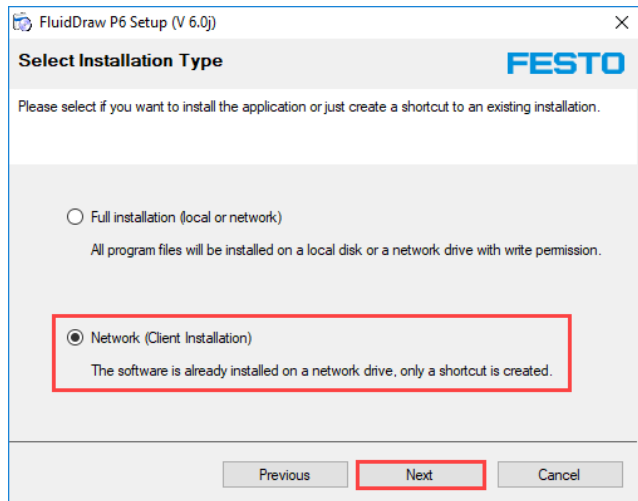 FluidDraw P6 Setup (V 6.0j)
Select Installation Type
FESTO
Please select if you want to install the application or just create a shortcut to an existing installation.
Full installation (local or network)
All program files will be installed on a local disk or a network drive with write permission.
Network (Client Installation)
The software is already installed on a network drive, only a shortcut is created.
Previous
Next
Cancel